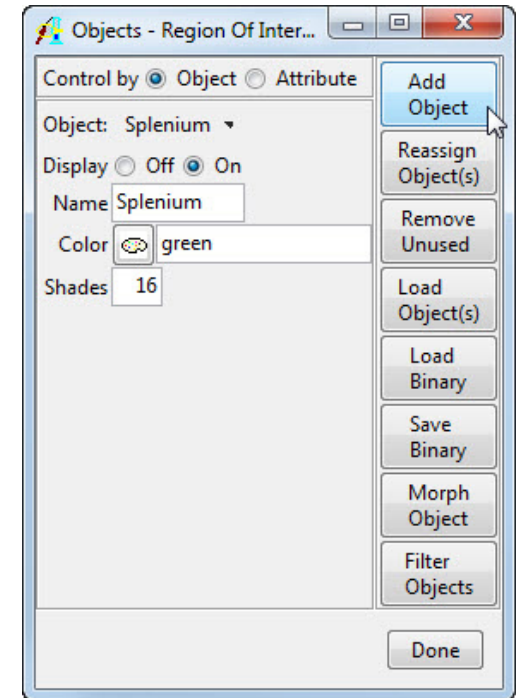 Objects - Region Of Inter...
Control by Object Attribute
Object: Splenium
Display Off On
Name Splenium
Color green
Shades 16
Add
Object
Reassign
Object(s)
Remove
Unused
Load
Object(s)
Load
Binary
Save
Binary
Morph
Object
Filter
Objects
Done